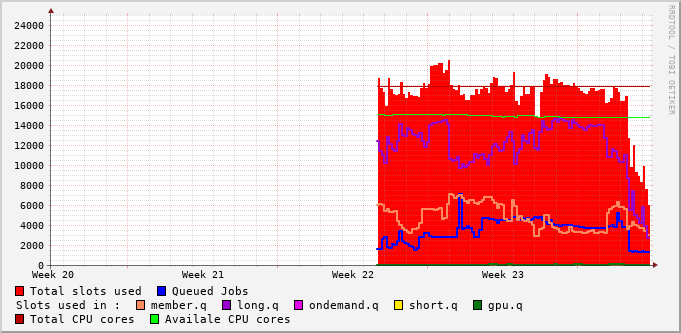 24000
22000
20000
18000
16000
14000
12000
10000
8000
6000
4000
2000
0
Week 20 Week 21 Week 22 Week 23
RRDTOOL / TOBI OETIKER
Total slots used Queued Jobs
Slots used in : member.q long.q ondemand.q short.q gpu.q
Total CPU cores Availale CPU cores